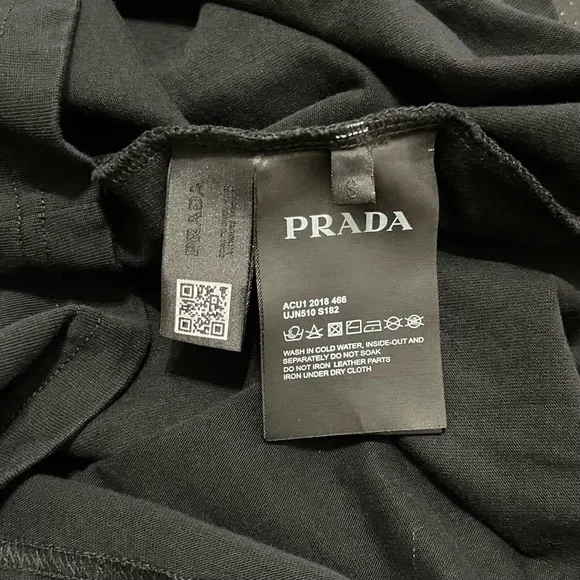 PRADA
S
PRADA
ACU1 2018 466
UJN510 S182
WASH IN COLD WATER, INSIDE-OUT AND
SEPARATELY DO NOT SOAK
DO NOT IRON LEATHER PARTS
IRON UNDER DRY CLOTH